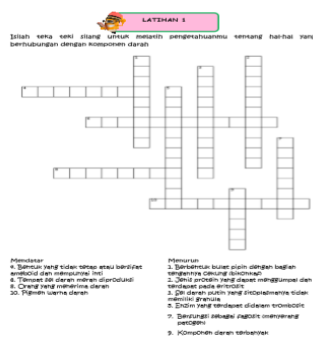 LATIHAN 1
Isilah teka teki silang untuk melatih pengetahuanmu tentang hal-hal yang
berhubungan dengan komponen darah
Mendatar
4. Bentuk yang tidak tetap atau bersifat
ameboid dan mempunyai inti
6. Tempat sel darah merah diproduksi
8. Orang yang menerima darah
10. Pigmen warna darah
Menurun
1. Berbentuk bulat pipih dengan bagian
tengahnya cekung (bikonkaf)
2. Jenis protein yang dapat menggumpal dan
terdapat pada eritrosit
3. Sel darah putih yang sitoplasmanya tidak
memiliki granula
5. Enzim yang terdapat didalam trombosit
7. Berfungsi sebagai fagosit (menyerang
patogen)
9. Komponen darah terbanyak